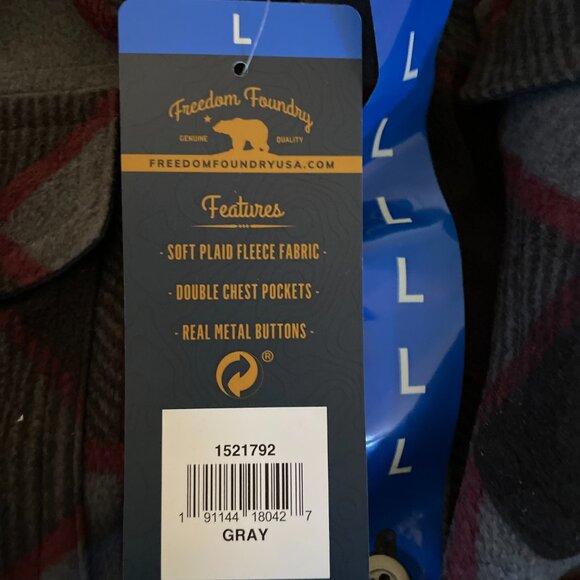 L
Freedom Foundry
GENUINE QUALITY
FREEDOMFOUNDRYUSA.COM
Features
- SOFT PLAID FLEECE FABRIC -
- DOUBLE CHEST POCKETS -
- REAL METAL BUTTONS -
®
1521792
1 91144 18042 7
GRAY
L
L
L
L
L
L